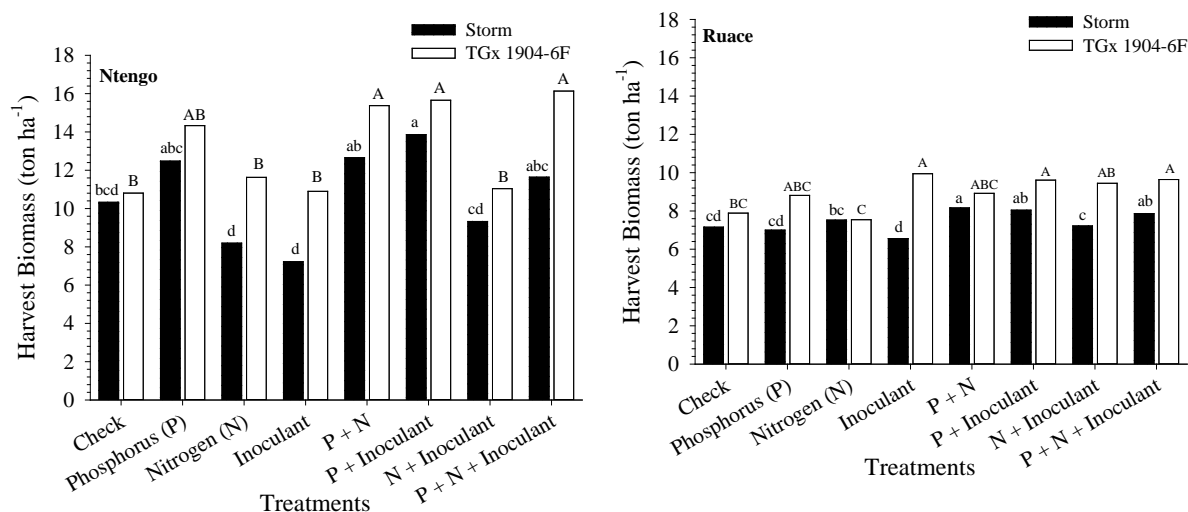 Storm
TGx 1904-6F
Ntengo
Harvest Biomass (ton ha⁻¹)
18
16
14
12
10
8
6
4
2
0
bcd
B
abc
AB
d
B
d
B
ab
A
a
A
cd
B
abc
A
Check
Phosphorus (P)
Nitrogen (N)
Inoculant
P + N
P + Inoculant
N + Inoculant
P + N + Inoculant
Treatments
Storm
TGx 1904-6F
Ruace
Harvest Biomass (ton ha⁻¹)
18
16
14
12
10
8
6
4
2
0
cd
BC
cd
ABC
bc
C
d
A
a
ABC
ab
A
c
AB
ab
A
Check
Phosphorus (P)
Nitrogen (N)
Inoculant
P + N
P + Inoculant
N + Inoculant
P + N + Inoculant
Treatments